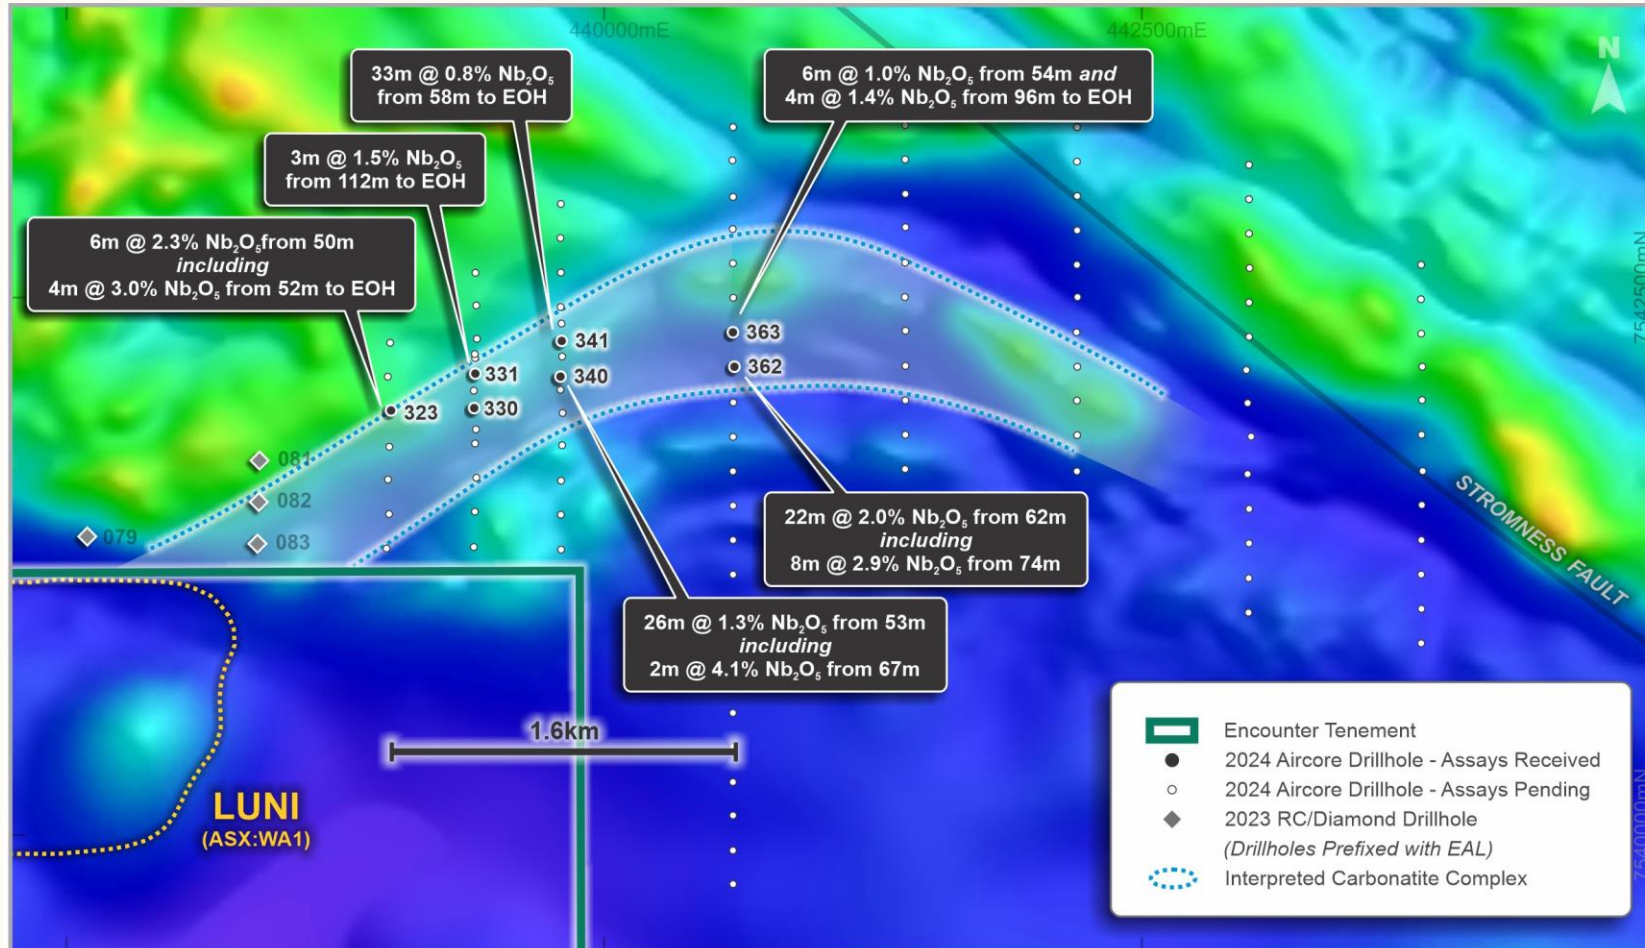 440000mE
442500mE
N
33m @ 0.8% Nb₂O₅
from 58m to EOH
6m @ 1.0% Nb₂O₅ from 54m and
4m @ 1.4% Nb₂O₅ from 96m to EOH
3m @ 1.5% Nb₂O₅
from 112m to EOH
6m @ 2.3% Nb₂O₅from 50m
including
4m @ 3.0% Nb₂O₅ from 52m to EOH
7542500mN
341
363
331
340
362
323
330
081
082
079
083
STROMNESS FAULT
22m @ 2.0% Nb₂O₅ from 62m
including
8m @ 2.9% Nb₂O₅ from 74m
26m @ 1.3% Nb₂O₅ from 53m
including
2m @ 4.1% Nb₂O₅ from 67m
1.6km
LUNI
(ASX:WA1)
7540000mN
Encounter Tenement
2024 Aircore Drillhole - Assays Received
2024 Aircore Drillhole - Assays Pending
2023 RC/Diamond Drillhole
(Drillholes Prefixed with EAL)
Interpreted Carbonatite Complex